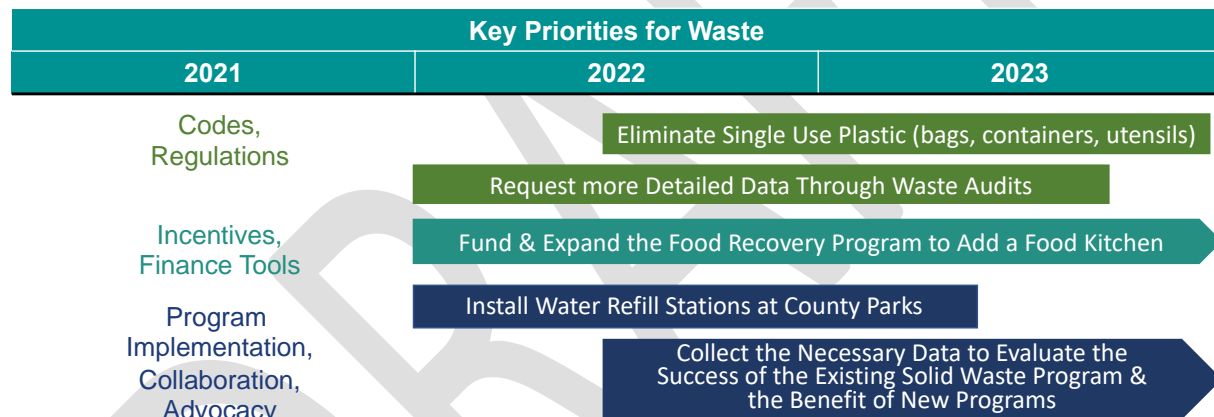 Key Priorities for Waste
2021 2022 2023
Codes,
Regulations
Eliminate Single Use Plastic (bags, containers, utensils)
Request more Detailed Data Through Waste Audits
Incentives,
Finance Tools
Fund & Expand the Food Recovery Program to Add a Food Kitchen
Program
Implementation,
Collaboration,
Advocacy
Install Water Refill Stations at County Parks
Collect the Necessary Data to Evaluate the
Success of the Existing Solid Waste Program &
the Benefit of New Programs